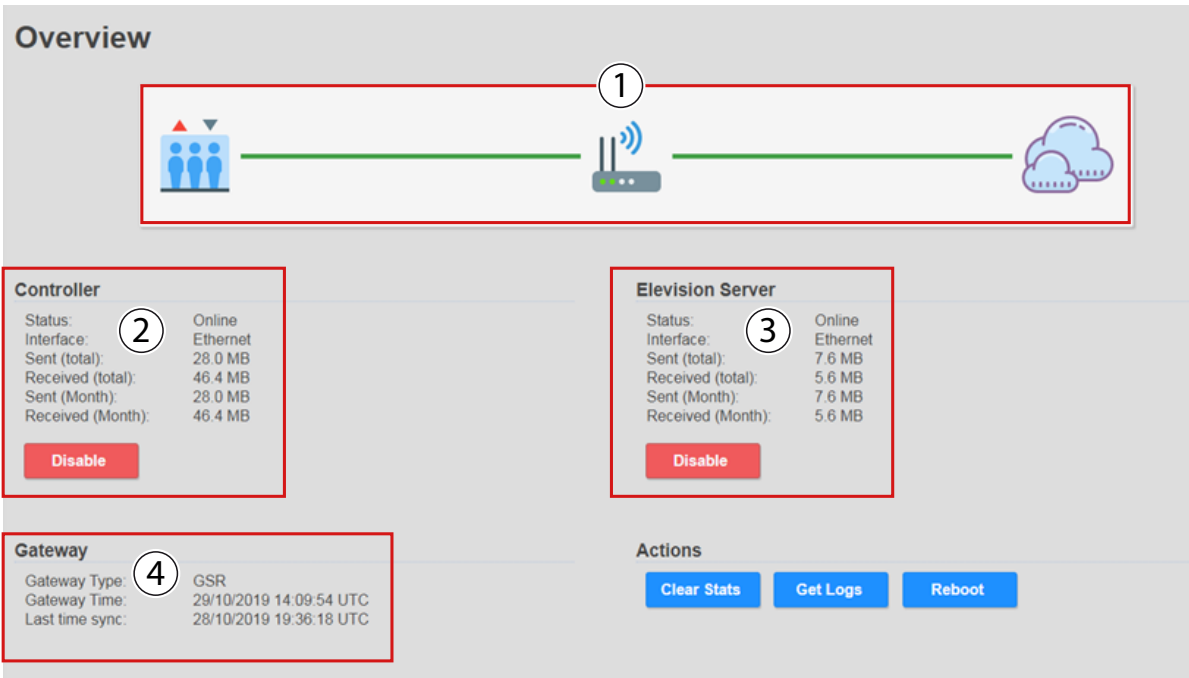 Overview
1
Controller
2
Status: Online
Interface: Ethernet
Sent (total): 28.0 MB
Received (total): 46.4 MB
Sent (Month): 28.0 MB
Received (Month): 46.4 MB
Disable
Elevision Server
3
Status: Online
Interface: Ethernet
Sent (total): 7.6 MB
Received (total): 5.6 MB
Sent (Month): 7.6 MB
Received (Month): 5.6 MB
Disable
Gateway
4
Gateway Type: GSR
Gateway Time: 29/10/2019 14:09:54 UTC
Last time sync: 28/10/2019 19:36:18 UTC
Actions
Clear Stats Get Logs Reboot